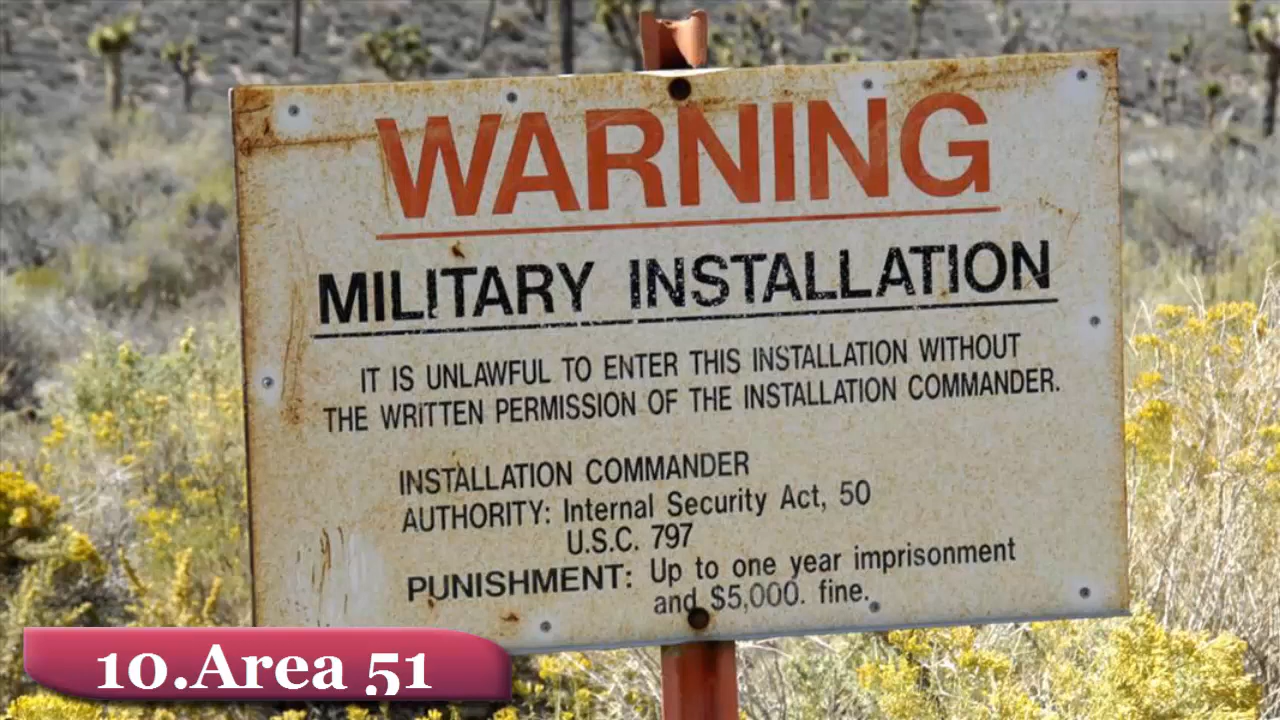 WARNING
MILITARY INSTALLATION
IT IS UNLAWFUL TO ENTER THIS INSTALLATION WITHOUT
THE WRITTEN PERMISSION OF THE INSTALLATION COMMANDER.
INSTALLATION COMMANDER
AUTHORITY: Internal Security Act, 50
U.S.C. 797
PUNISHMENT: Up to one year imprisonment
and $5,000. fine.
10.Area 51